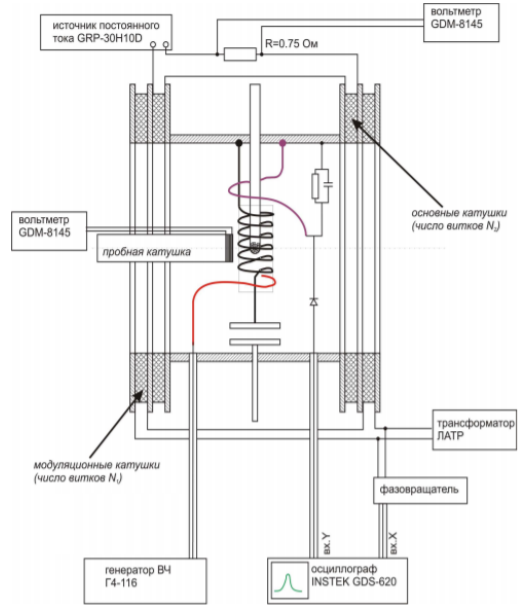 источник постоянного
тока GRP-30H10D
R=0.75 Ом
вольтметр
GDM-8145
основные катушки
(число витков N₀)
вольтметр
GDM-8145
пробная катушка
модуляционные катушки
(число витков N₁)
трансформатор
ЛАТР
фазовращатель
вх.Y
вх.X
генератор ВЧ
Г4-116
осциллограф
INSTEK GDS-620